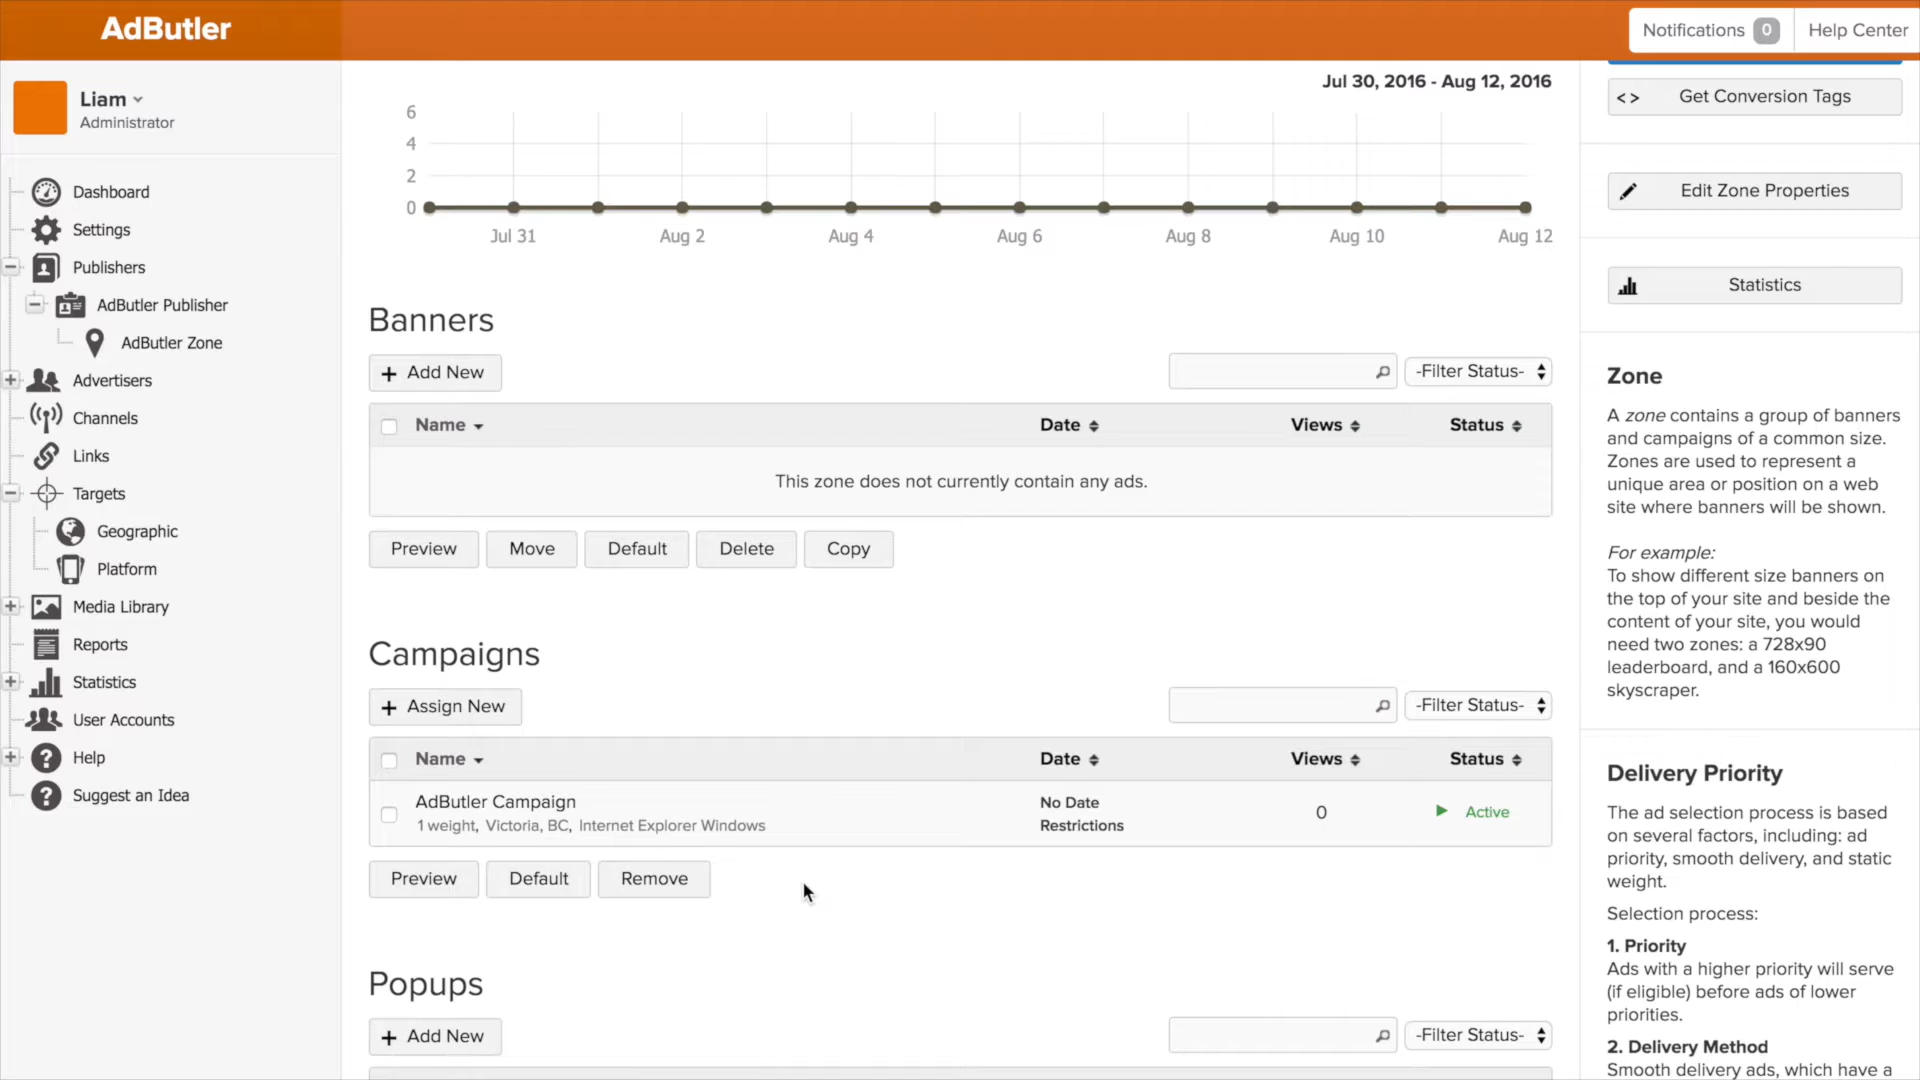 AdButler
Notifications 0
Help Center
Liam
Administrator
Dashboard
Settings
Publishers
AdButler Publisher
AdButler Zone
Advertisers
Channels
Links
Targets
Geographic
Platform
Media Library
Reports
Statistics
User Accounts
Help
Suggest an Idea
Jul 30, 2016 - Aug 12, 2016
6
4
2
0
Jul 31 Aug 2 Aug 4 Aug 6 Aug 8 Aug 10 Aug 12
Banners
+ Add New
-Filter Status-
Name Date Views Status
This zone does not currently contain any ads.
Preview Move Default Delete Copy
Campaigns
+ Assign New
-Filter Status-
Name Date Views Status
AdButler Campaign No Date 0 Active
1 weight, Victoria, BC, Internet Explorer Windows Restrictions
Preview Default Remove
Popups
+ Add New
-Filter Status-
<> Get Conversion Tags
Edit Zone Properties
Statistics
Zone
A zone contains a group of banners
and campaigns of a common size.
Zones are used to represent a
unique area or position on a web
site where banners will be shown.
For example:
To show different size banners on
the top of your site and beside the
content of your site, you would
need two zones: a 728x90
leaderboard, and a 160x600
skyscraper.
Delivery Priority
The ad selection process is based
on several factors, including: ad
priority, smooth delivery, and static
weight.
Selection process:
1. Priority
Ads with a higher priority will serve
(if eligible) before ads of lower
priorities.
2. Delivery Method
Smooth delivery ads, which have a